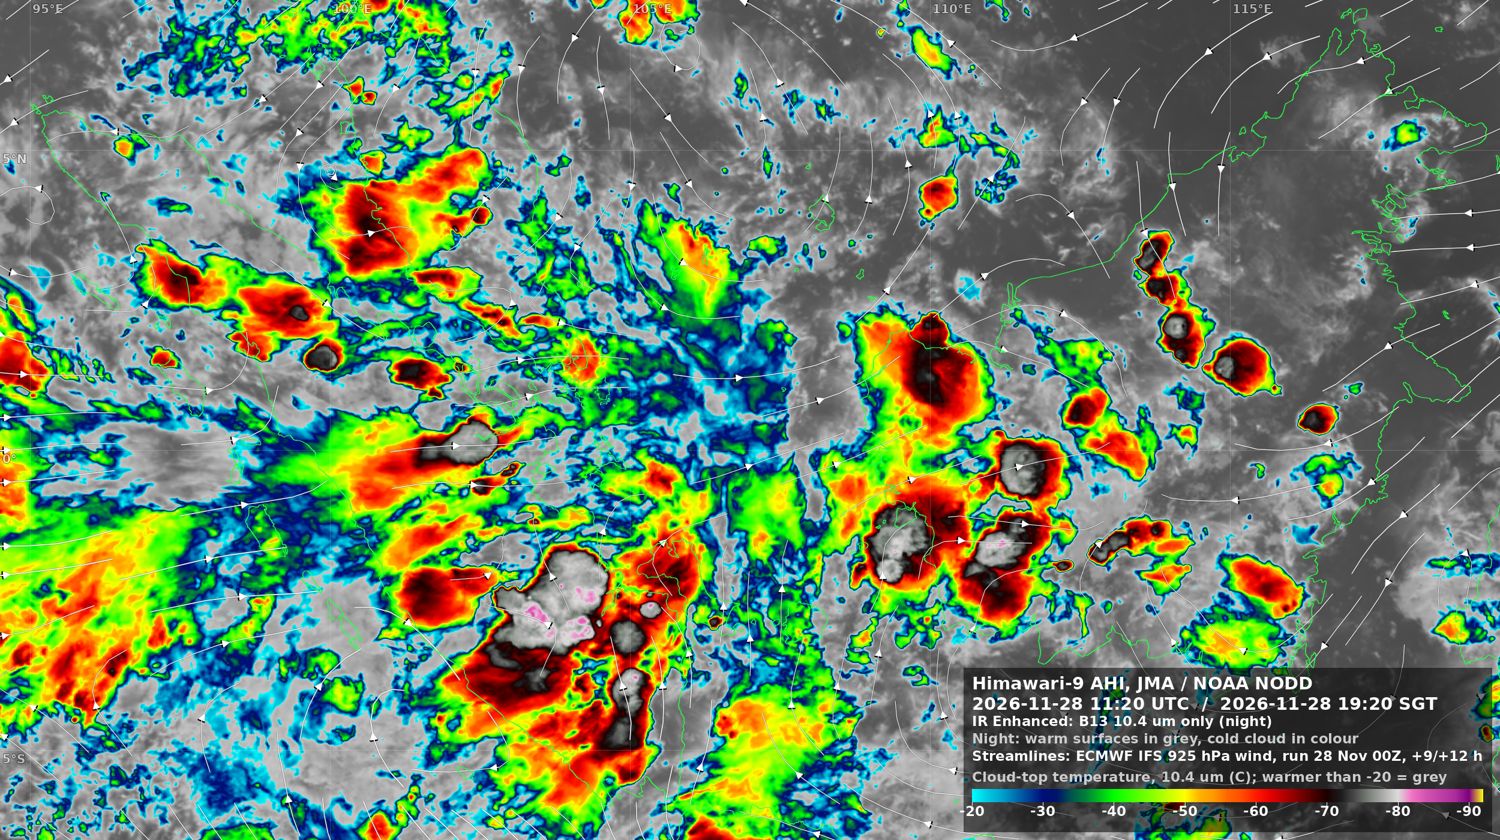 95°E 100°E 105°E 110°E 115°E
5°N
0°
5°S
Himawari-9 AHI, JMA / NOAA NODD
2026-11-28 11:20 UTC / 2026-11-28 19:20 SGT
IR Enhanced: B13 10.4 um only (night)
Night: warm surfaces in grey, cold cloud in colour
Streamlines: ECMWF IFS 925 hPa wind, run 28 Nov 00Z, +9/+12 h
Cloud-top temperature, 10.4 um (C); warmer than -20 = grey
-20 -30 -40 -50 -60 -70 -80 -90